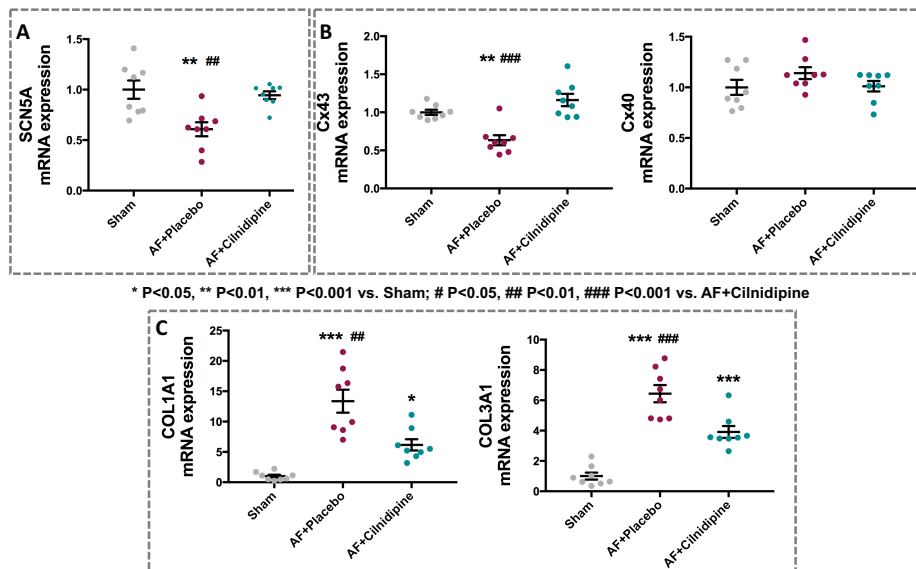 A
SCN5A
mRNA expression
1.5
1.0
0.5
0.0
** ##
Sham
AF+Placebo
AF+Cilnidipine
B
Cx43
mRNA expression
2.0
1.5
1.0
0.5
0.0
** ###
Sham
AF+Placebo
AF+Cilnidipine
Cx40
mRNA expression
1.5
1.0
0.5
0.0
Sham
AF+Placebo
AF+Cilnidipine
* P<0.05, ** P<0.01, *** P<0.001 vs. Sham; # P<0.05, ## P<0.01, ### P<0.001 vs. AF+Cilnidipine
C
COL1A1
mRNA expression
25
20
15
10
5
0
*** ##
*
Sham
AF+Placebo
AF+Cilnidipine
COL3A1
mRNA expression
10
8
6
4
2
0
*** ###
***
Sham
AF+Placebo
AF+Cilnidipine